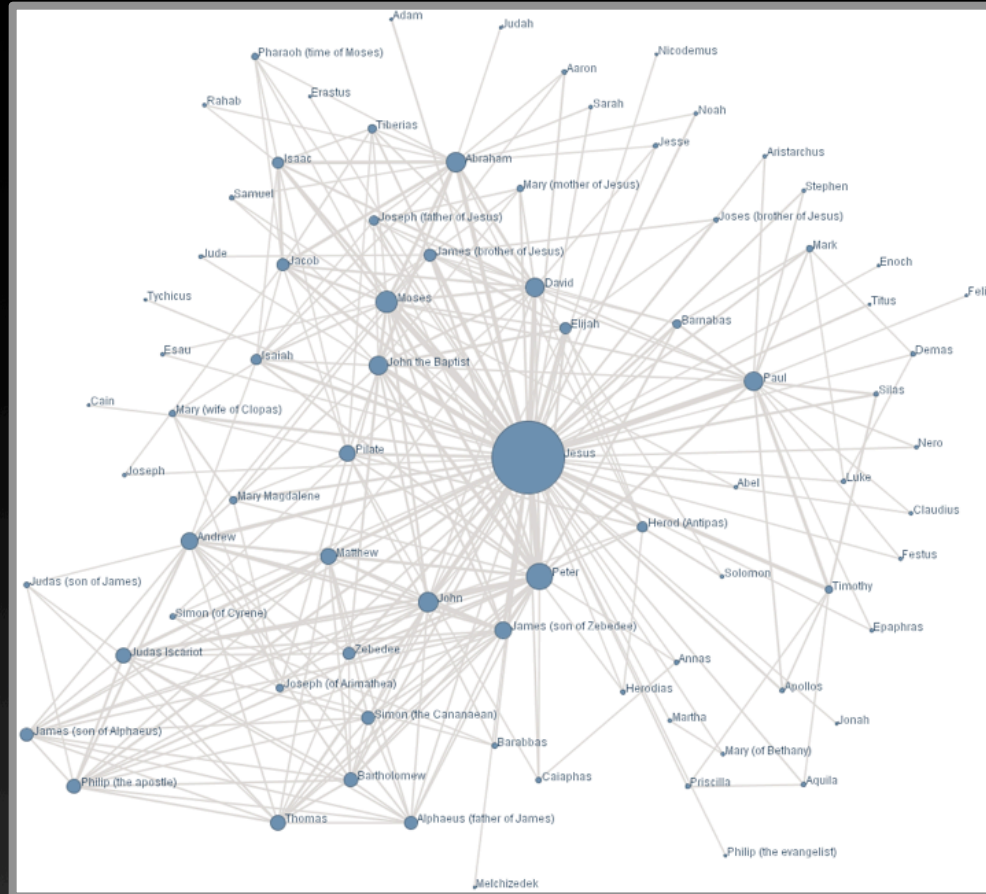 Adam
Judah
Pharaoh (time of Moses)
Nicodemus
Aaron
Erastus
Rahab
Sarah
Noah
Tiberias
Jesse
Isaac
Abraham
Aristarchus
Mary (mother of Jesus)
Stephen
Samuel
Joseph (father of Jesus)
Joses (brother of Jesus)
James (brother of Jesus)
Mark
Jude
Jacob
Enoch
David
Feli
Tychicus
Moses
Titus
Elijah
Barnabas
Esau
Isaiah
John the Baptist
Demas
Paul
Silas
Cain
Mary (wife of Clopas)
Nero
Pilate
Jesus
Joseph
Luke
Abel
Mary Magdalene
Claudius
Herod (Antipas)
Andrew
Matthew
Festus
Peter
Solomon
Judas (son of James)
Timothy
John
Simon (of Cyrene)
James (son of Zebedee)
Epaphras
Judas Iscariot
Zebedee
Annas
Joseph (of Arimathea)
Herodias
Apollos
Simon (the Cananaean)
Martha
Jonah
James (son of Alphaeus)
Barabbas
Mary (of Bethany)
Philip (the apostle)
Bartholomew
Caiaphas
Priscilla
Aquila
Thomas
Alphaeus (father of James)
Philip (the evangelist)
Melchizedek